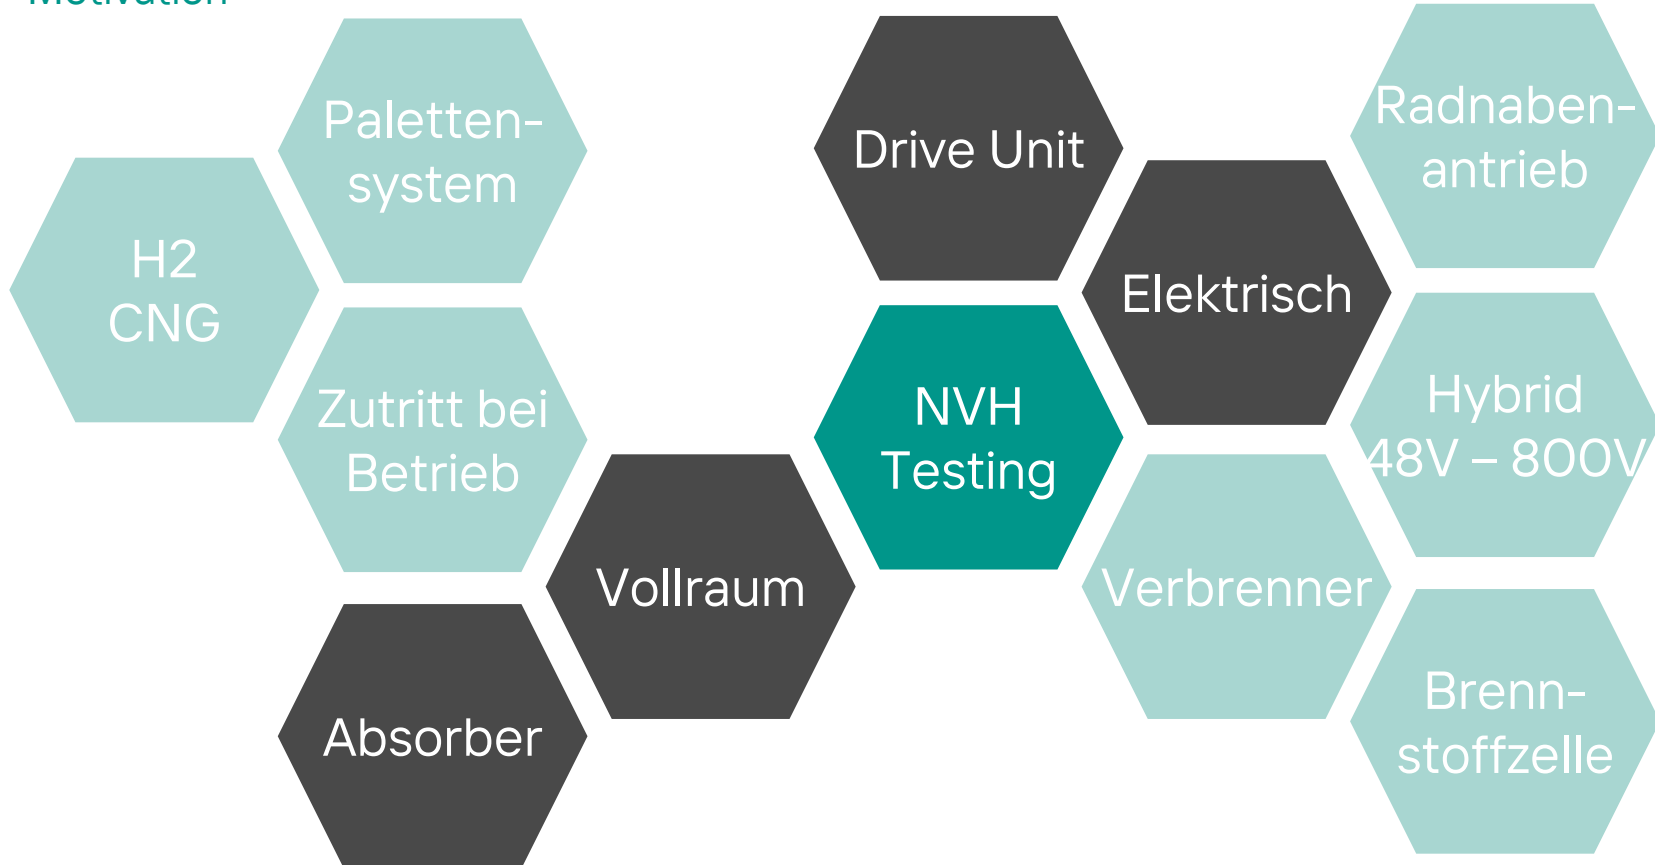 Motivation
Paletten-
system
H2
CNG
Zutritt bei
Betrieb
Vollraum
Absorber
Drive Unit
NVH
Testing
Elektrisch
Verbrenner
Radnaben-
antrieb
Hybrid
48V – 800V
Brenn-
stoffzelle